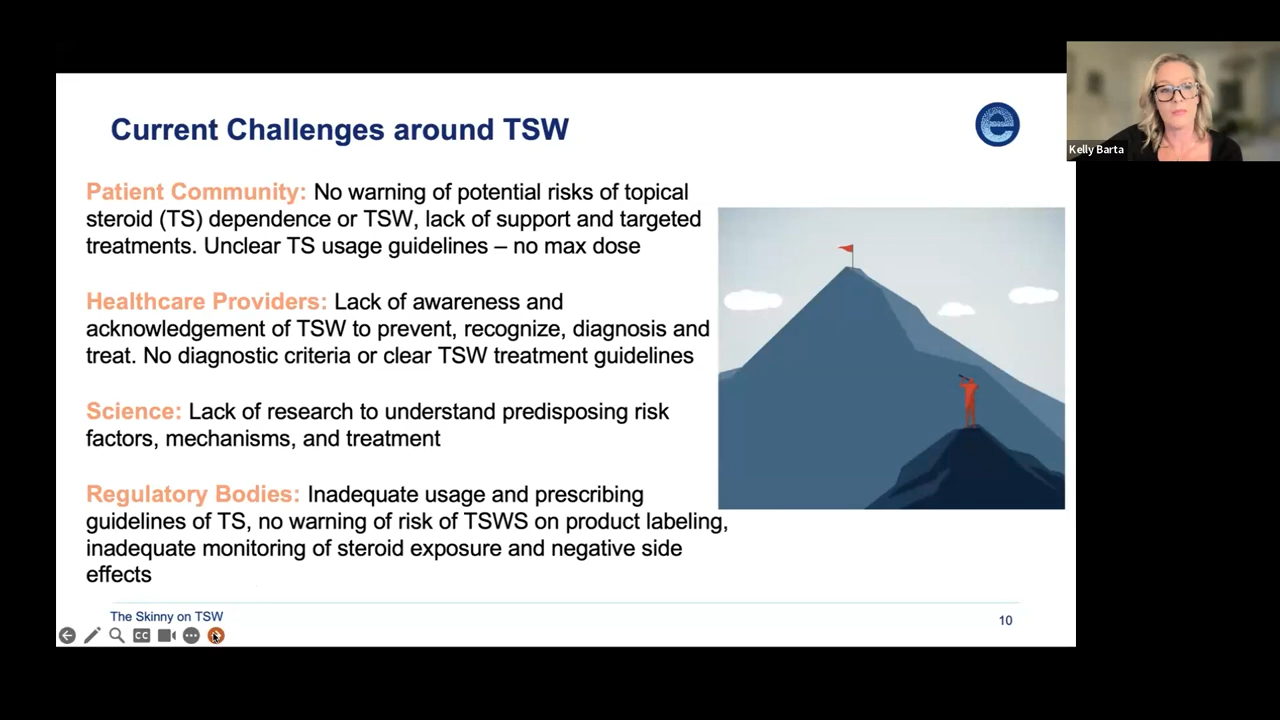 Current Challenges around TSW
e
Kelly Barta
Patient Community: No warning of potential risks of topical
steroid (TS) dependence or TSW, lack of support and targeted
treatments. Unclear TS usage guidelines – no max dose
Healthcare Providers: Lack of awareness and
acknowledgement of TSW to prevent, recognize, diagnosis and
treat. No diagnostic criteria or clear TSW treatment guidelines
Science: Lack of research to understand predisposing risk
factors, mechanisms, and treatment
Regulatory Bodies: Inadequate usage and prescribing
guidelines of TS, no warning of risk of TSWS on product labeling,
inadequate monitoring of steroid exposure and negative side
effects
The Skinny on TSW
10
CC